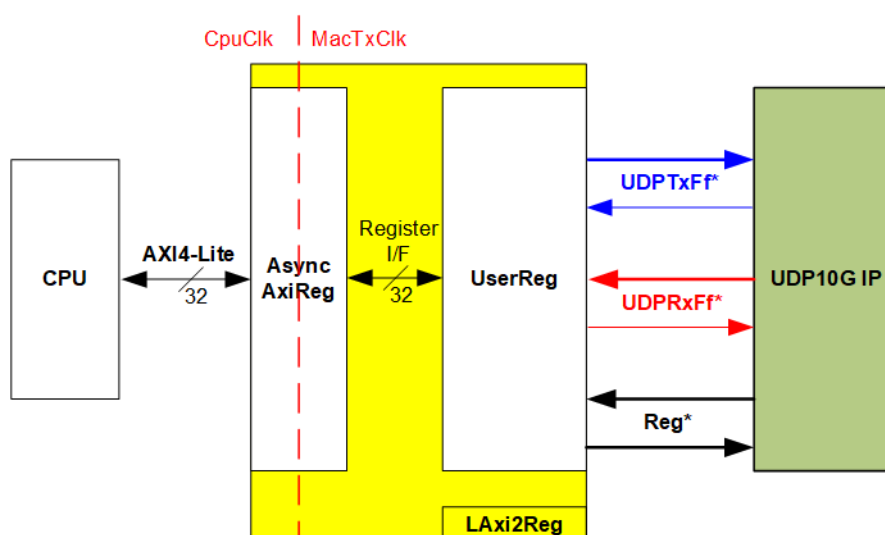 CpuClk
MacTxClk
CPU
AXI4-Lite
32
Async
AxiReg
Register
I/F
32
UserReg
UDPTxFf*
UDPRxFf*
Reg*
UDP10G IP
LAxi2Reg